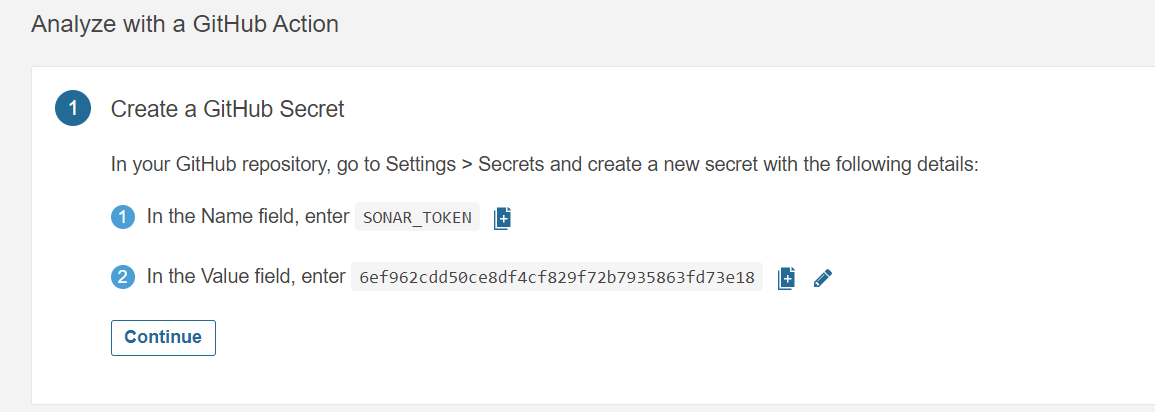 Analyze with a GitHub Action
1 Create a GitHub Secret
In your GitHub repository, go to Settings > Secrets and create a new secret with the following details:
1 In the Name field, enter SONAR_TOKEN
2 In the Value field, enter 6ef962cdd50ce8df4cf829f72b7935863fd73e18
Continue